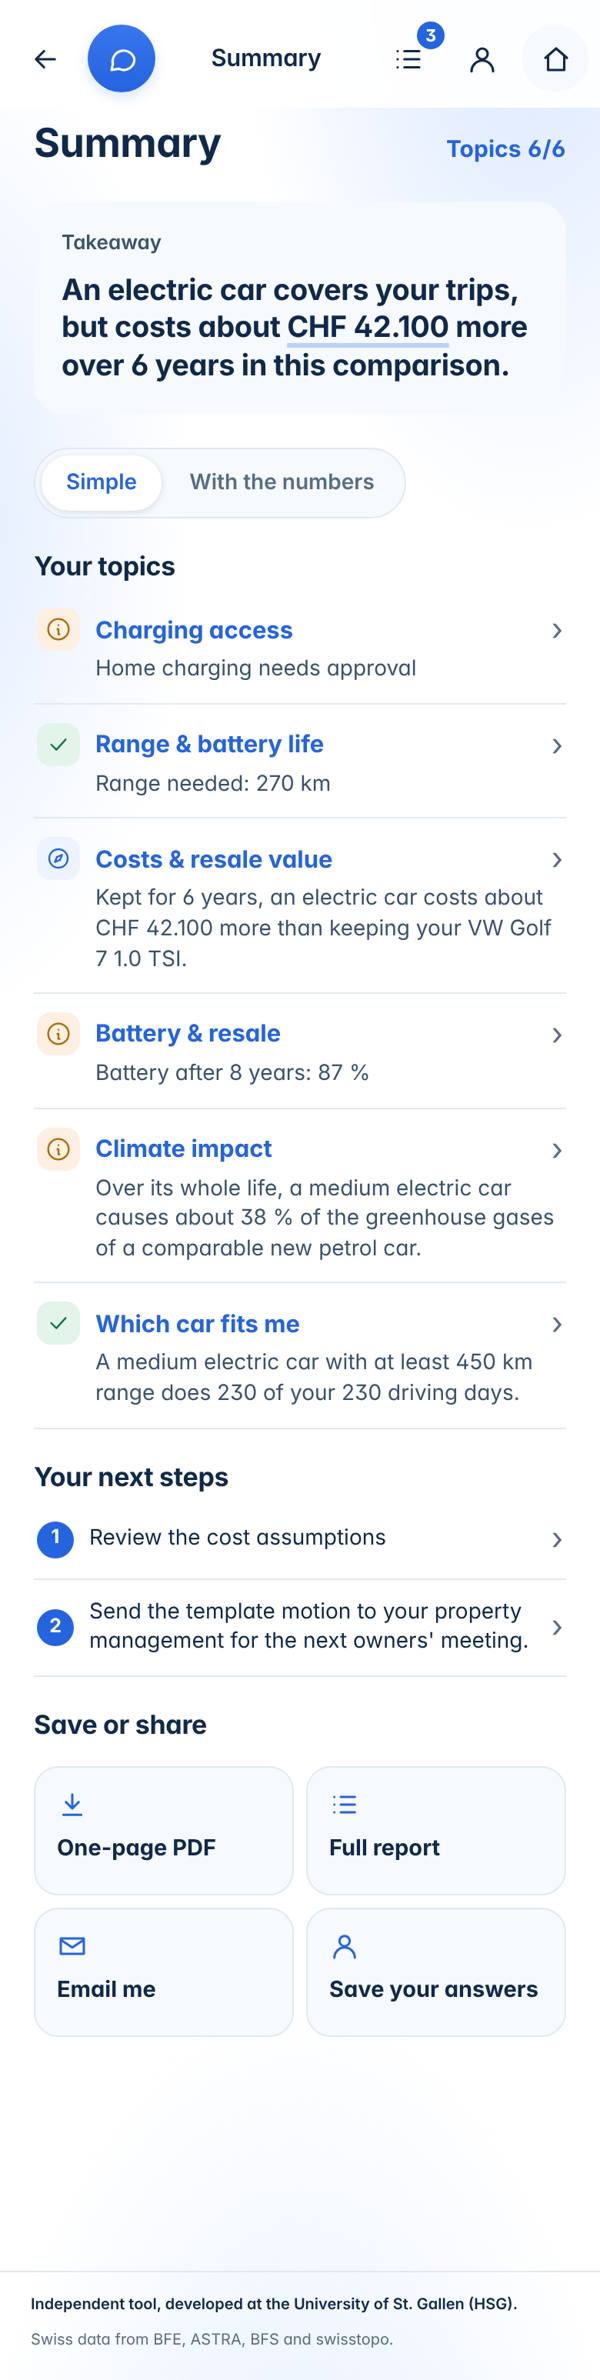 Summary
3
Summary
Topics 6/6
Takeaway
An electric car covers your trips,
but costs about CHF 42.100 more
over 6 years in this comparison.
Simple
With the numbers
Your topics
Charging access
Home charging needs approval
Range & battery life
Range needed: 270 km
Costs & resale value
Kept for 6 years, an electric car costs about
CHF 42.100 more than keeping your VW Golf
7 1.0 TSI.
Battery & resale
Battery after 8 years: 87 %
Climate impact
Over its whole life, a medium electric car
causes about 38 % of the greenhouse gases
of a comparable new petrol car.
Which car fits me
A medium electric car with at least 450 km
range does 230 of your 230 driving days.
Your next steps
1
Review the cost assumptions
2
Send the template motion to your property
management for the next owners' meeting.
Save or share
One-page PDF
Full report
Email me
Save your answers
Independent tool, developed at the University of St. Gallen (HSG).
Swiss data from BFE, ASTRA, BFS and swisstopo.